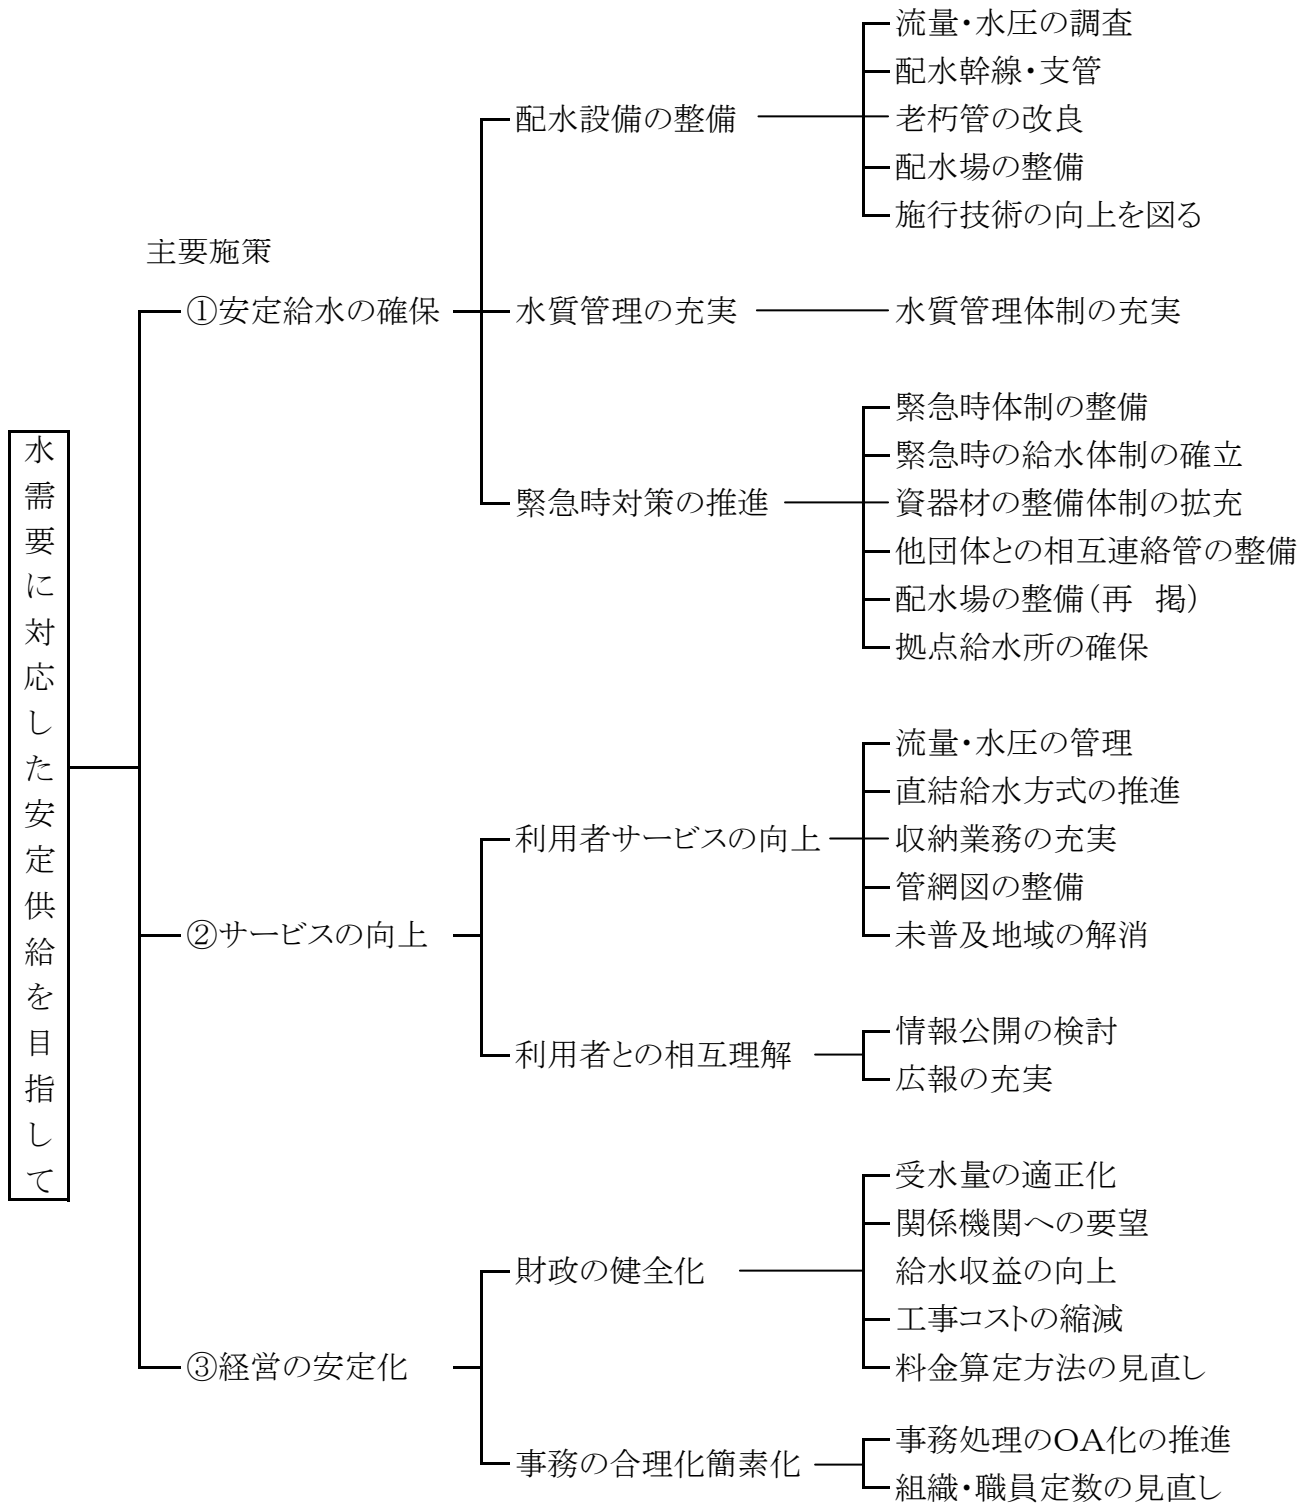 水需要に対応した安定供給を目指して
主要施策
①安定給水の確保
配水設備の整備
流量・水圧の調査
配水幹線・支管
老朽管の改良
配水場の整備
施行技術の向上を図る
水質管理の充実
水質管理体制の充実
緊急時対策の推進
緊急時体制の整備
緊急時の給水体制の確立
資器材の整備体制の拡充
他団体との相互連絡管の整備
配水場の整備(再　掲)
拠点給水所の確保
②サービスの向上
利用者サービスの向上
流量・水圧の管理
直結給水方式の推進
収納業務の充実
管網図の整備
未普及地域の解消
利用者との相互理解
情報公開の検討
広報の充実
③経営の安定化
財政の健全化
受水量の適正化
関係機関への要望
給水収益の向上
工事コストの縮減
料金算定方法の見直し
事務の合理化簡素化
事務処理のOA化の推進
組織・職員定数の見直し